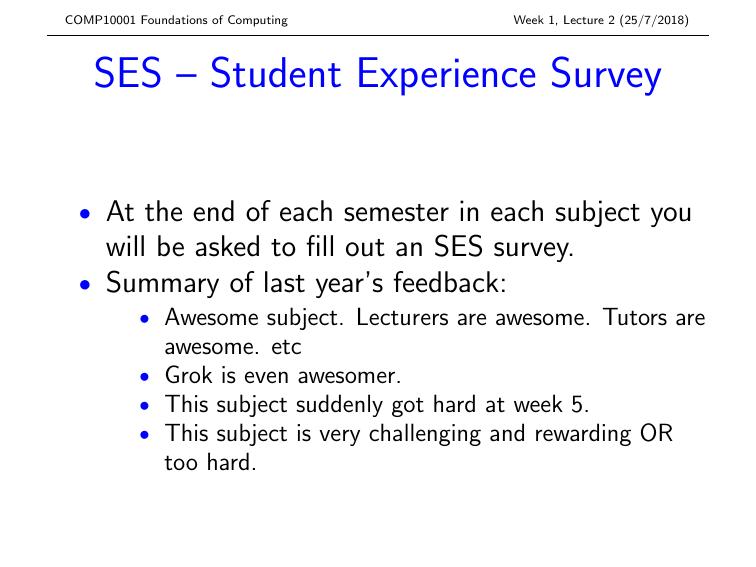 COMP10001 Foundations of Computing Week 1, Lecture 2 (25/7/2018)
SES – Student Experience Survey
• At the end of each semester in each subject you
will be asked to fill out an SES survey.
• Summary of last year's feedback:
• Awesome subject. Lecturers are awesome. Tutors are
awesome. etc
• Grok is even awesomer.
• This subject suddenly got hard at week 5.
• This subject is very challenging and rewarding OR
too hard.